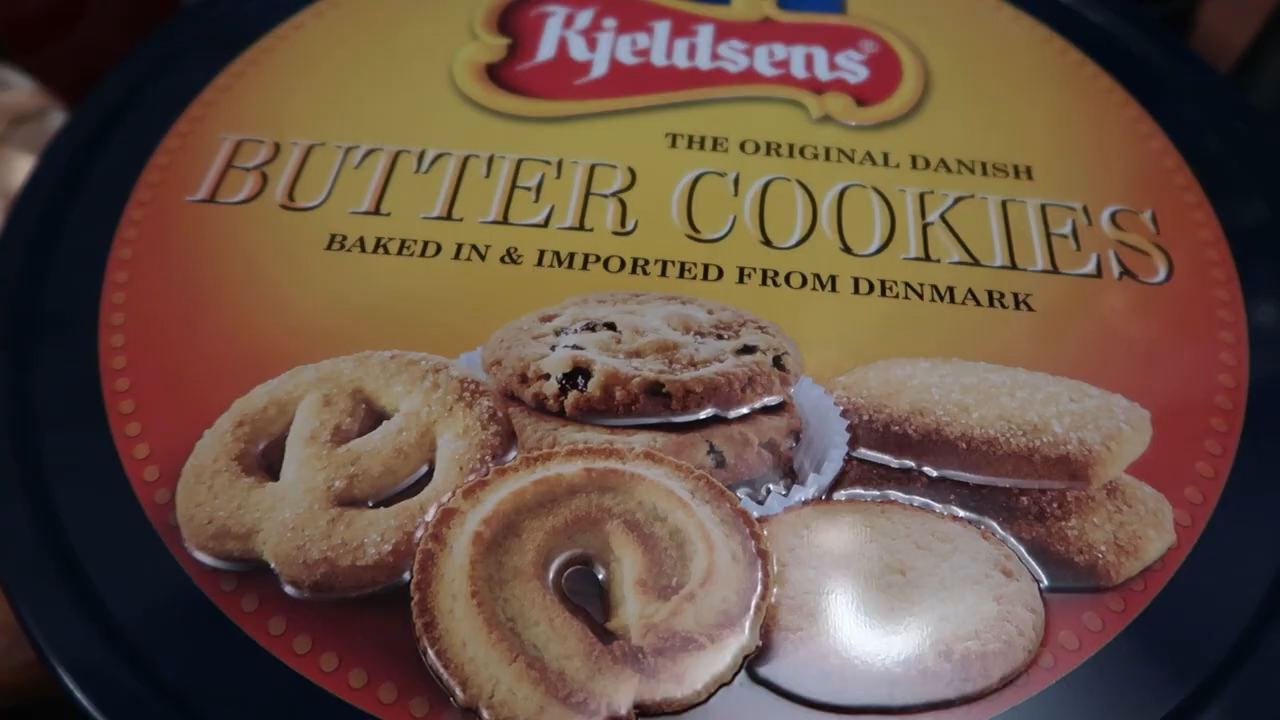 Kjeldsens®
THE ORIGINAL DANISH
BUTTER COOKIES
BAKED IN & IMPORTED FROM DENMARK